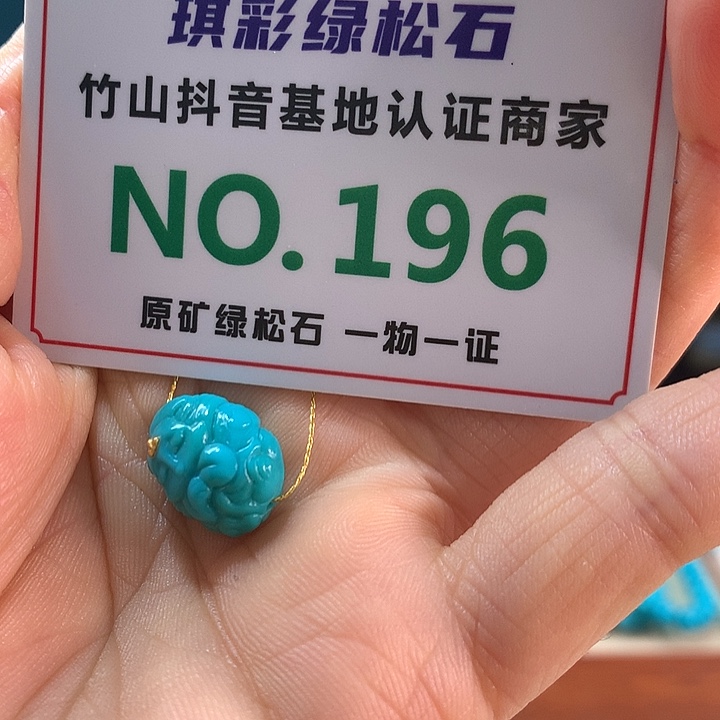 琪彩绿松石
竹山抖音基地认证商家
NO.196
原矿绿松石 一物一证